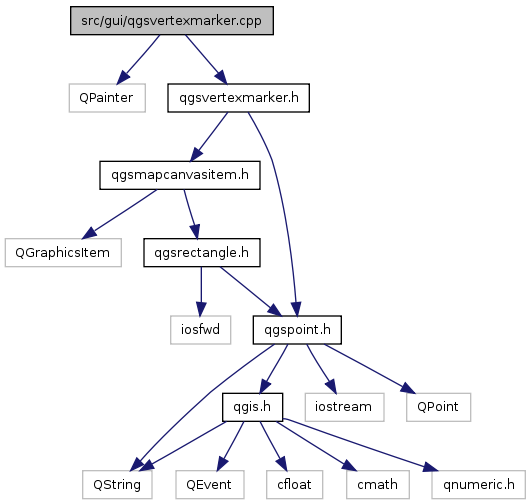 src/gui/qgsvertexmarker.cpp
QPainter
qgsvertexmarker.h
qgsmapcanvasitem.h
QGraphicsItem
qgsrectangle.h
iosfwd
qgspoint.h
qgis.h
iostream
QPoint
QString
QEvent
cfloat
cmath
qnumeric.h